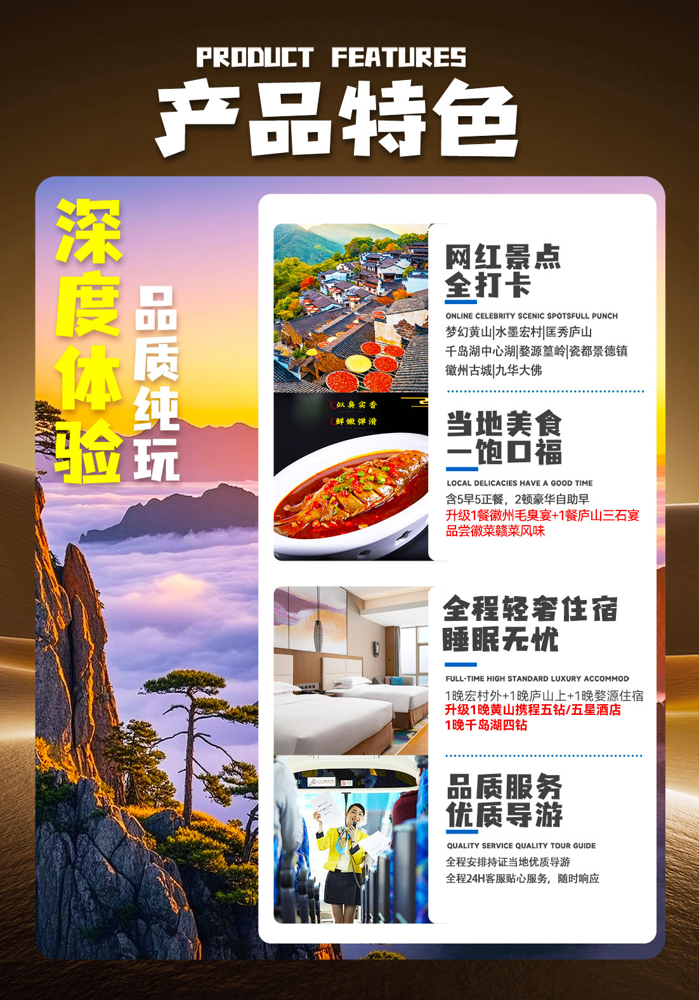 PRODUCT FEATURES
产品特色
深度体验
品质纯玩
网红景点
全打卡
ONLINE CELEBRITY SCENIC SPOTSFULL PUNCH
梦幻黄山|水墨宏村|匡秀庐山
千岛湖中心湖|婺源篁岭|瓷都景德镇
徽州古城|九华大佛
似臭实香
鲜嫩弹滑
当地美食
一饱口福
LOCAL DELICACIES HAVE A GOOD TIME
含5早5正餐，2顿豪华自助早
升级1餐徽州毛臭宴+1餐庐山三石宴
品尝徽菜赣菜风味
全程轻奢住宿
睡眠无忧
FULL-TIME HIGH STANDARD LUXURY ACCOMMOD
1晚宏村外+1晚庐山上+1晚婺源住宿
升级1晚黄山携程五钻/五星酒店
1晚千岛湖四钻
品质服务
优质导游
QUALITY SERVICE QUALITY TOUR GUIDE
全程安排持证当地优质导游
全程24H客服贴心服务，随时响应